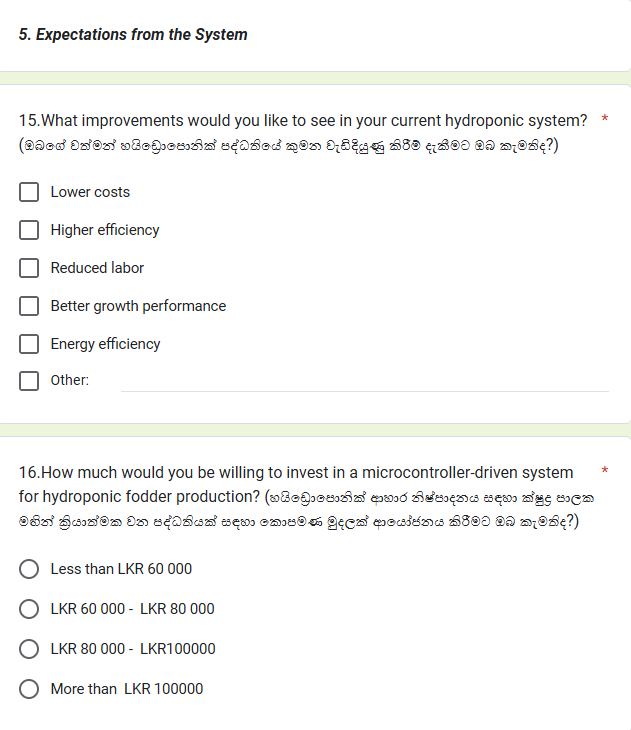 5. Expectations from the System
15.What improvements would you like to see in your current hydroponic system? *
(ඔබගේ වත්මන් හයිඩ්‍රොපොනික් පද්ධතියේ කුමන වැඩිදියුණු කිරීම් දැකීමට ඔබ කැමතිද?)
Lower costs
Higher efficiency
Reduced labor
Better growth performance
Energy efficiency
Other:
16.How much would you be willing to invest in a microcontroller-driven system *
for hydroponic fodder production? (හයිඩ්‍රොපොනික් ආහාර නිෂ්පාදනය සඳහා ක්ෂුද්‍ර පාලක
මඟින් ක්‍රියාත්මක වන පද්ධතියක් සඳහා කොපමණ මුදලක් ආයෝජනය කිරීමට ඔබ කැමතිද?)
Less than LKR 60 000
LKR 60 000 - LKR 80 000
LKR 80 000 - LKR100000
More than LKR 100000